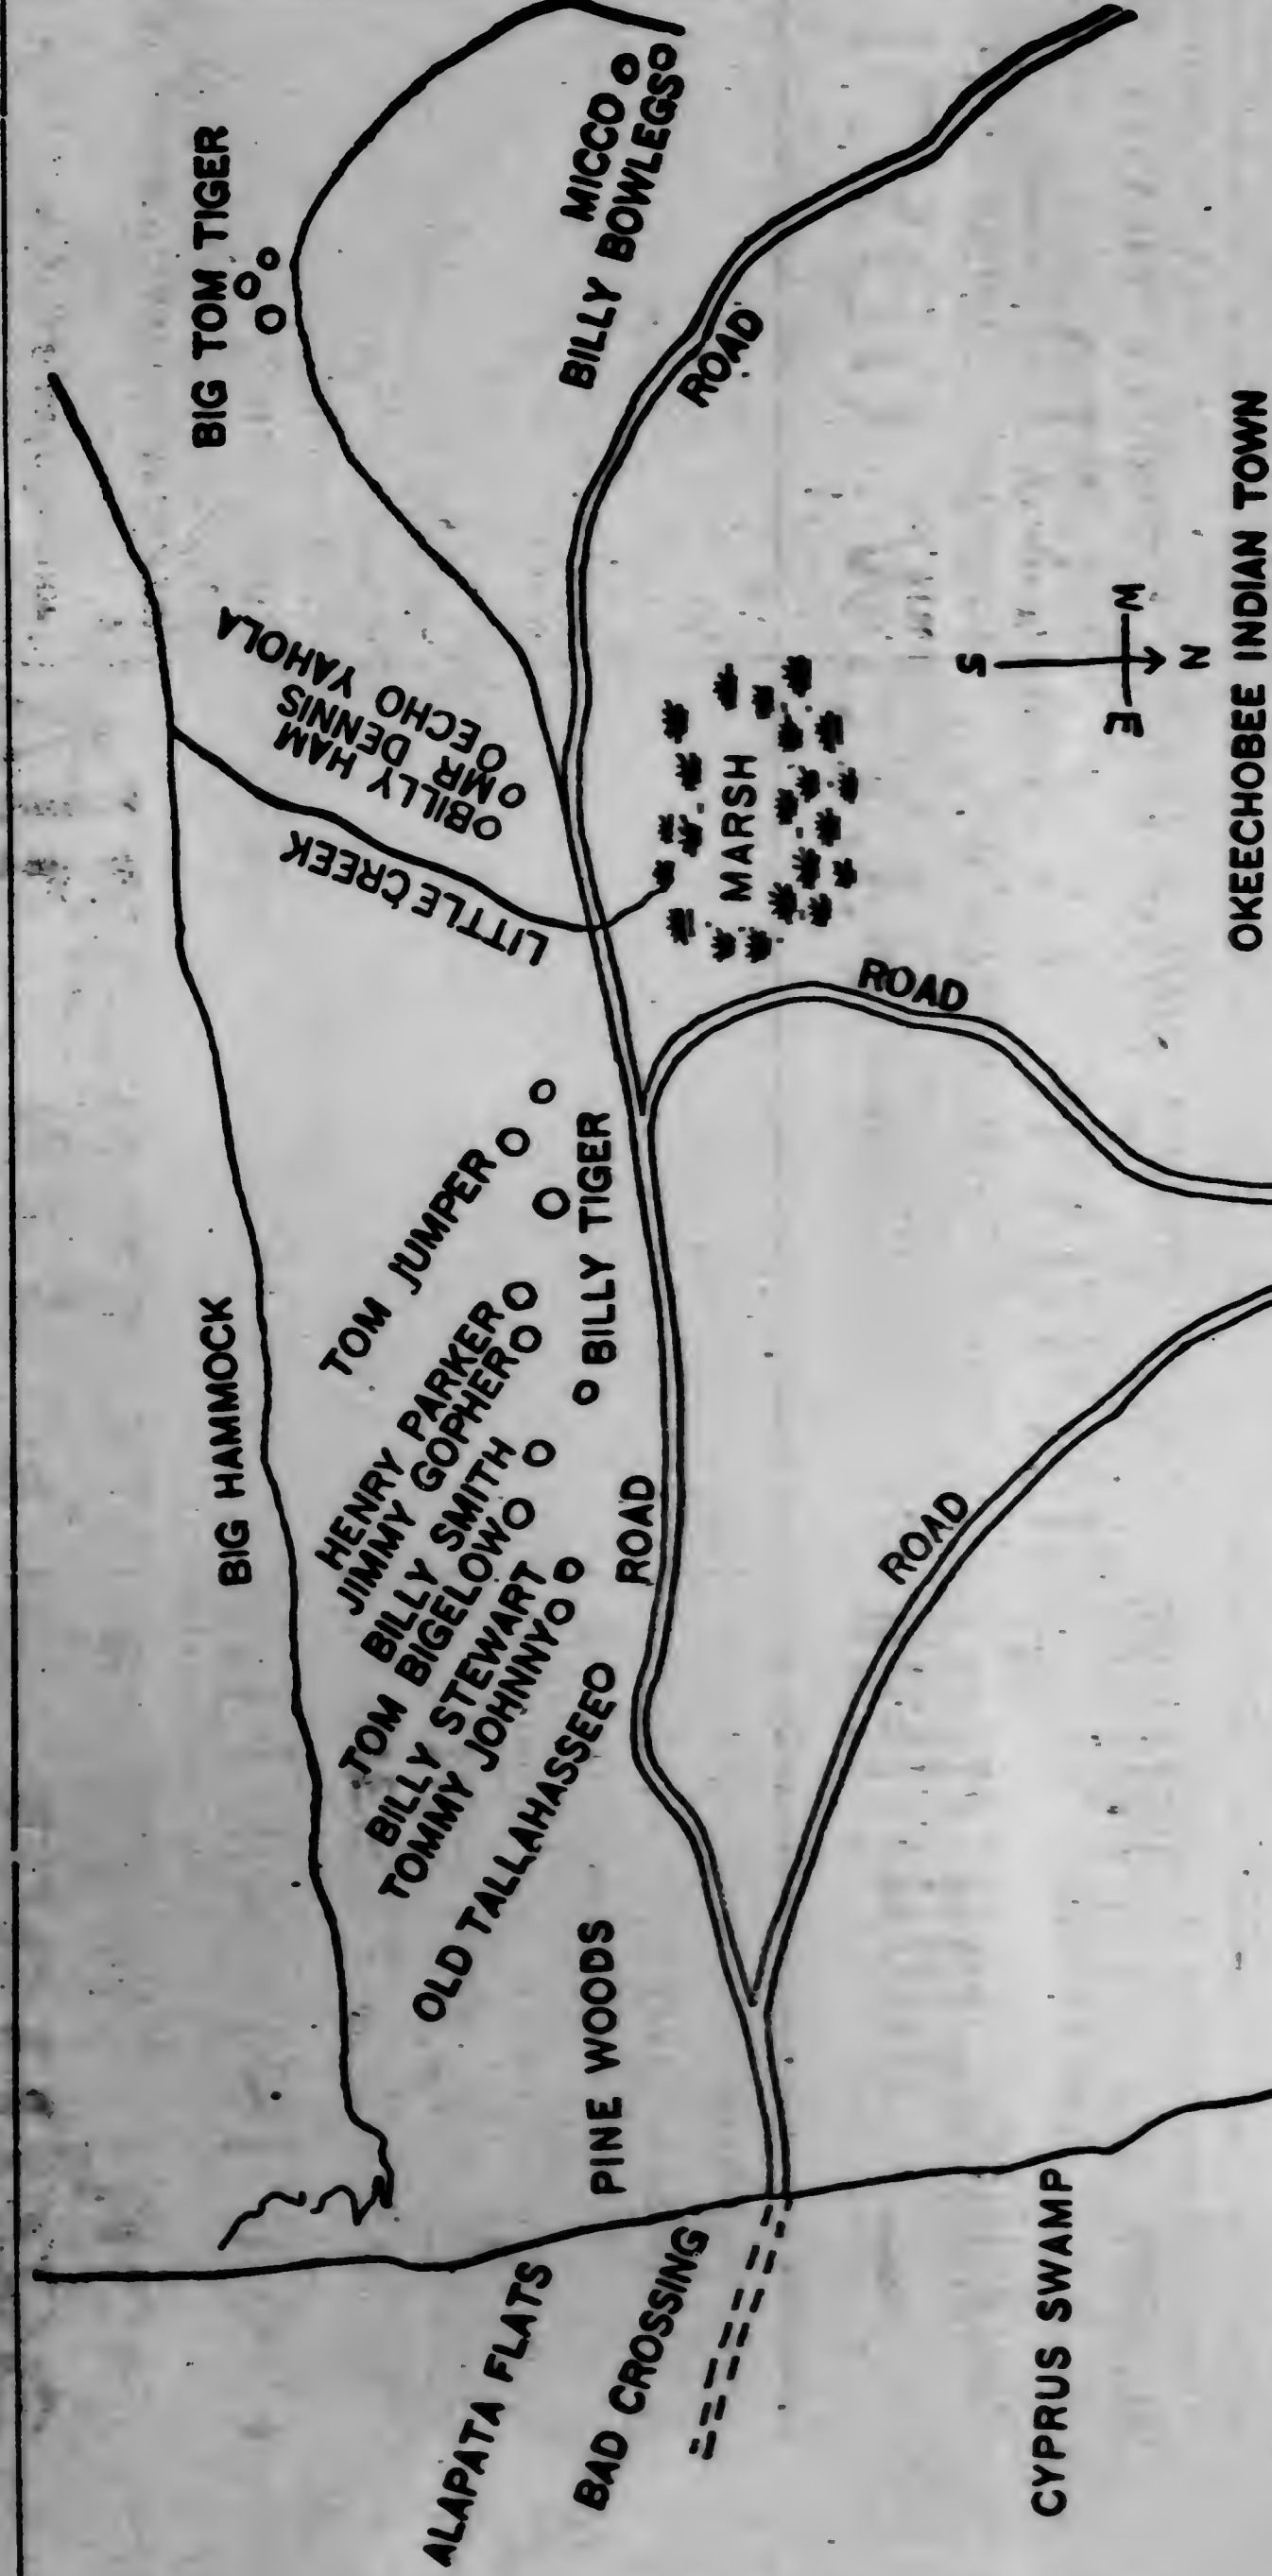 BIG TOM TIGER
MICCO
BILLY BOWLEGS
ROAD
ECHO YAHOLA
MR DENNIS
BILLY HAM
LITTLE CREEK
MARSH
S
E
W
N
OKEECHOBEE INDIAN TOWN
ROAD
BIG HAMMOCK
TOM JUMPER
BILLY TIGER
HENRY PARKER
JIMMY GOPHER
BILLY SMITH
TOM BIGELOW
BILLY STEWART
TOMMY JOHNNY
OLD TALLAHASSEE
ROAD
ROAD
PINE WOODS
ALAPATA FLATS
BAD CROSSING
CYPRUS SWAMP